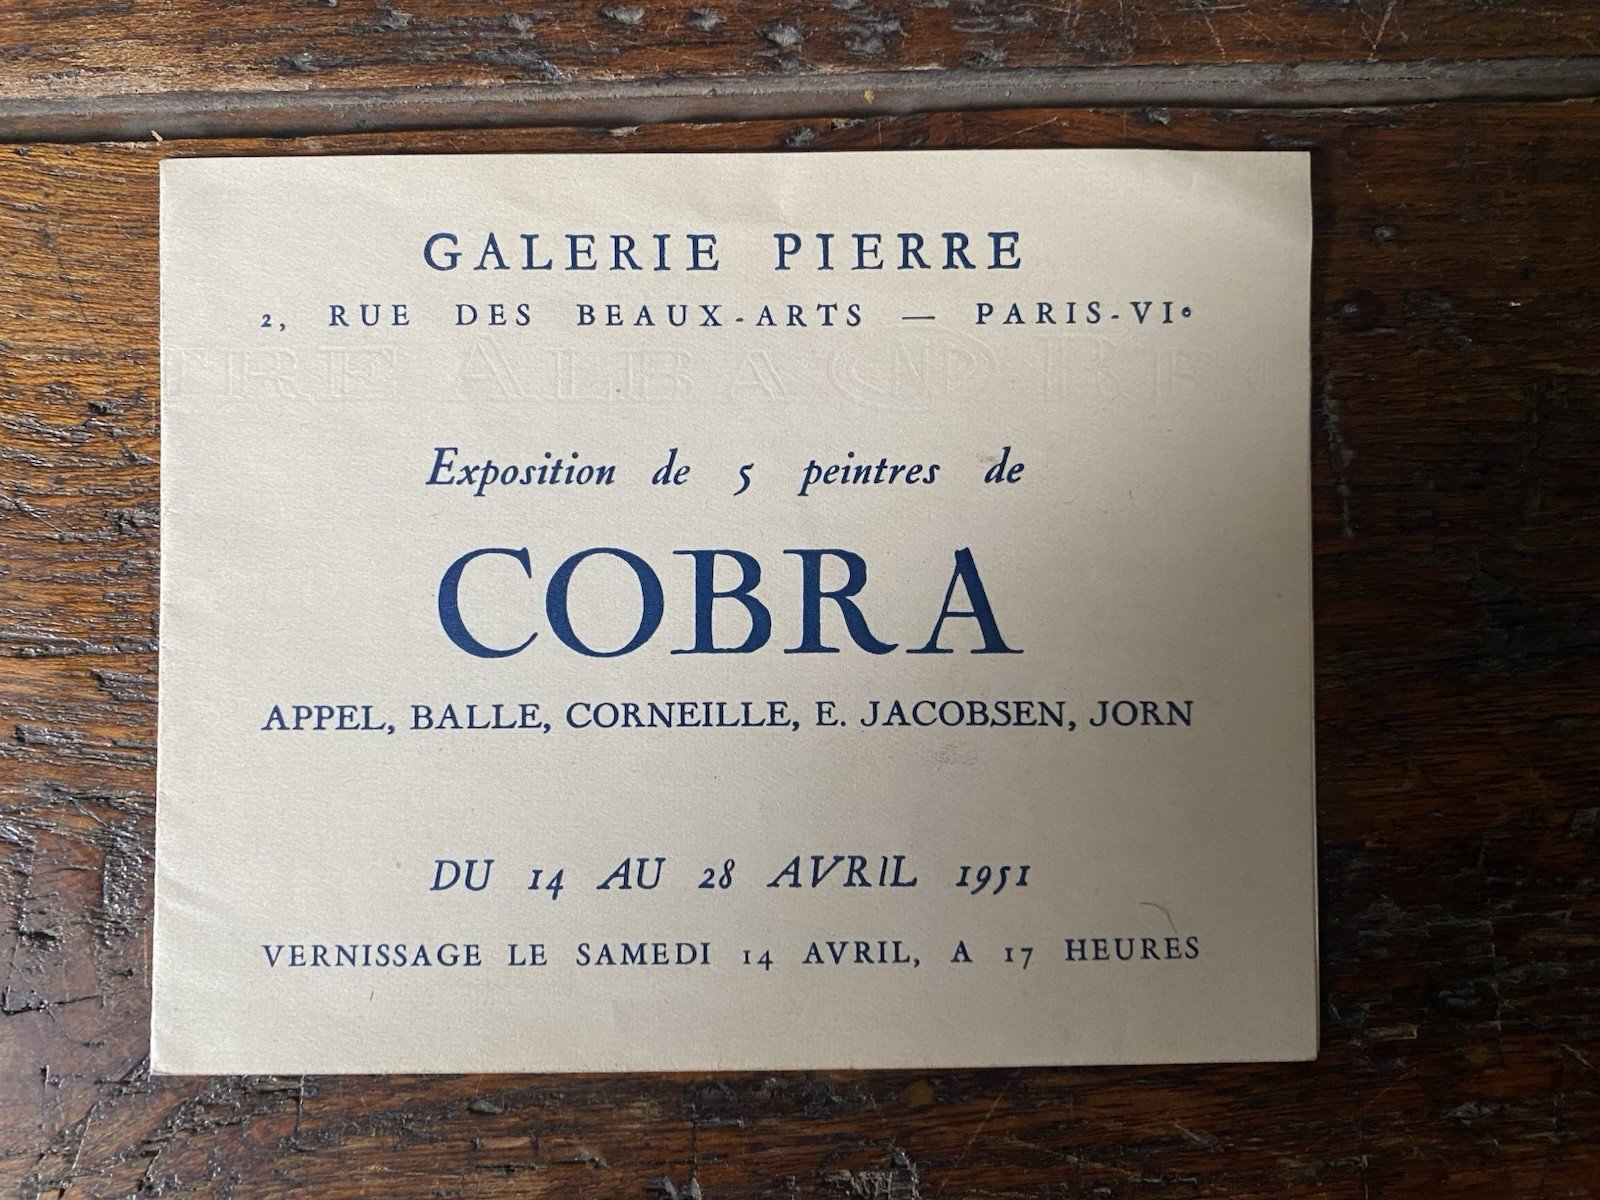 GALERIE PIERRE
2, RUE DES BEAUX-ARTS — PARIS-VIe
Exposition de 5 peintres de
COBRA
APPEL, BALLE, CORNEILLE, E. JACOBSEN, JORN
DU 14 AU 28 AVRIL 1951
VERNISSAGE LE SAMEDI 14 AVRIL, A 17 HEURES